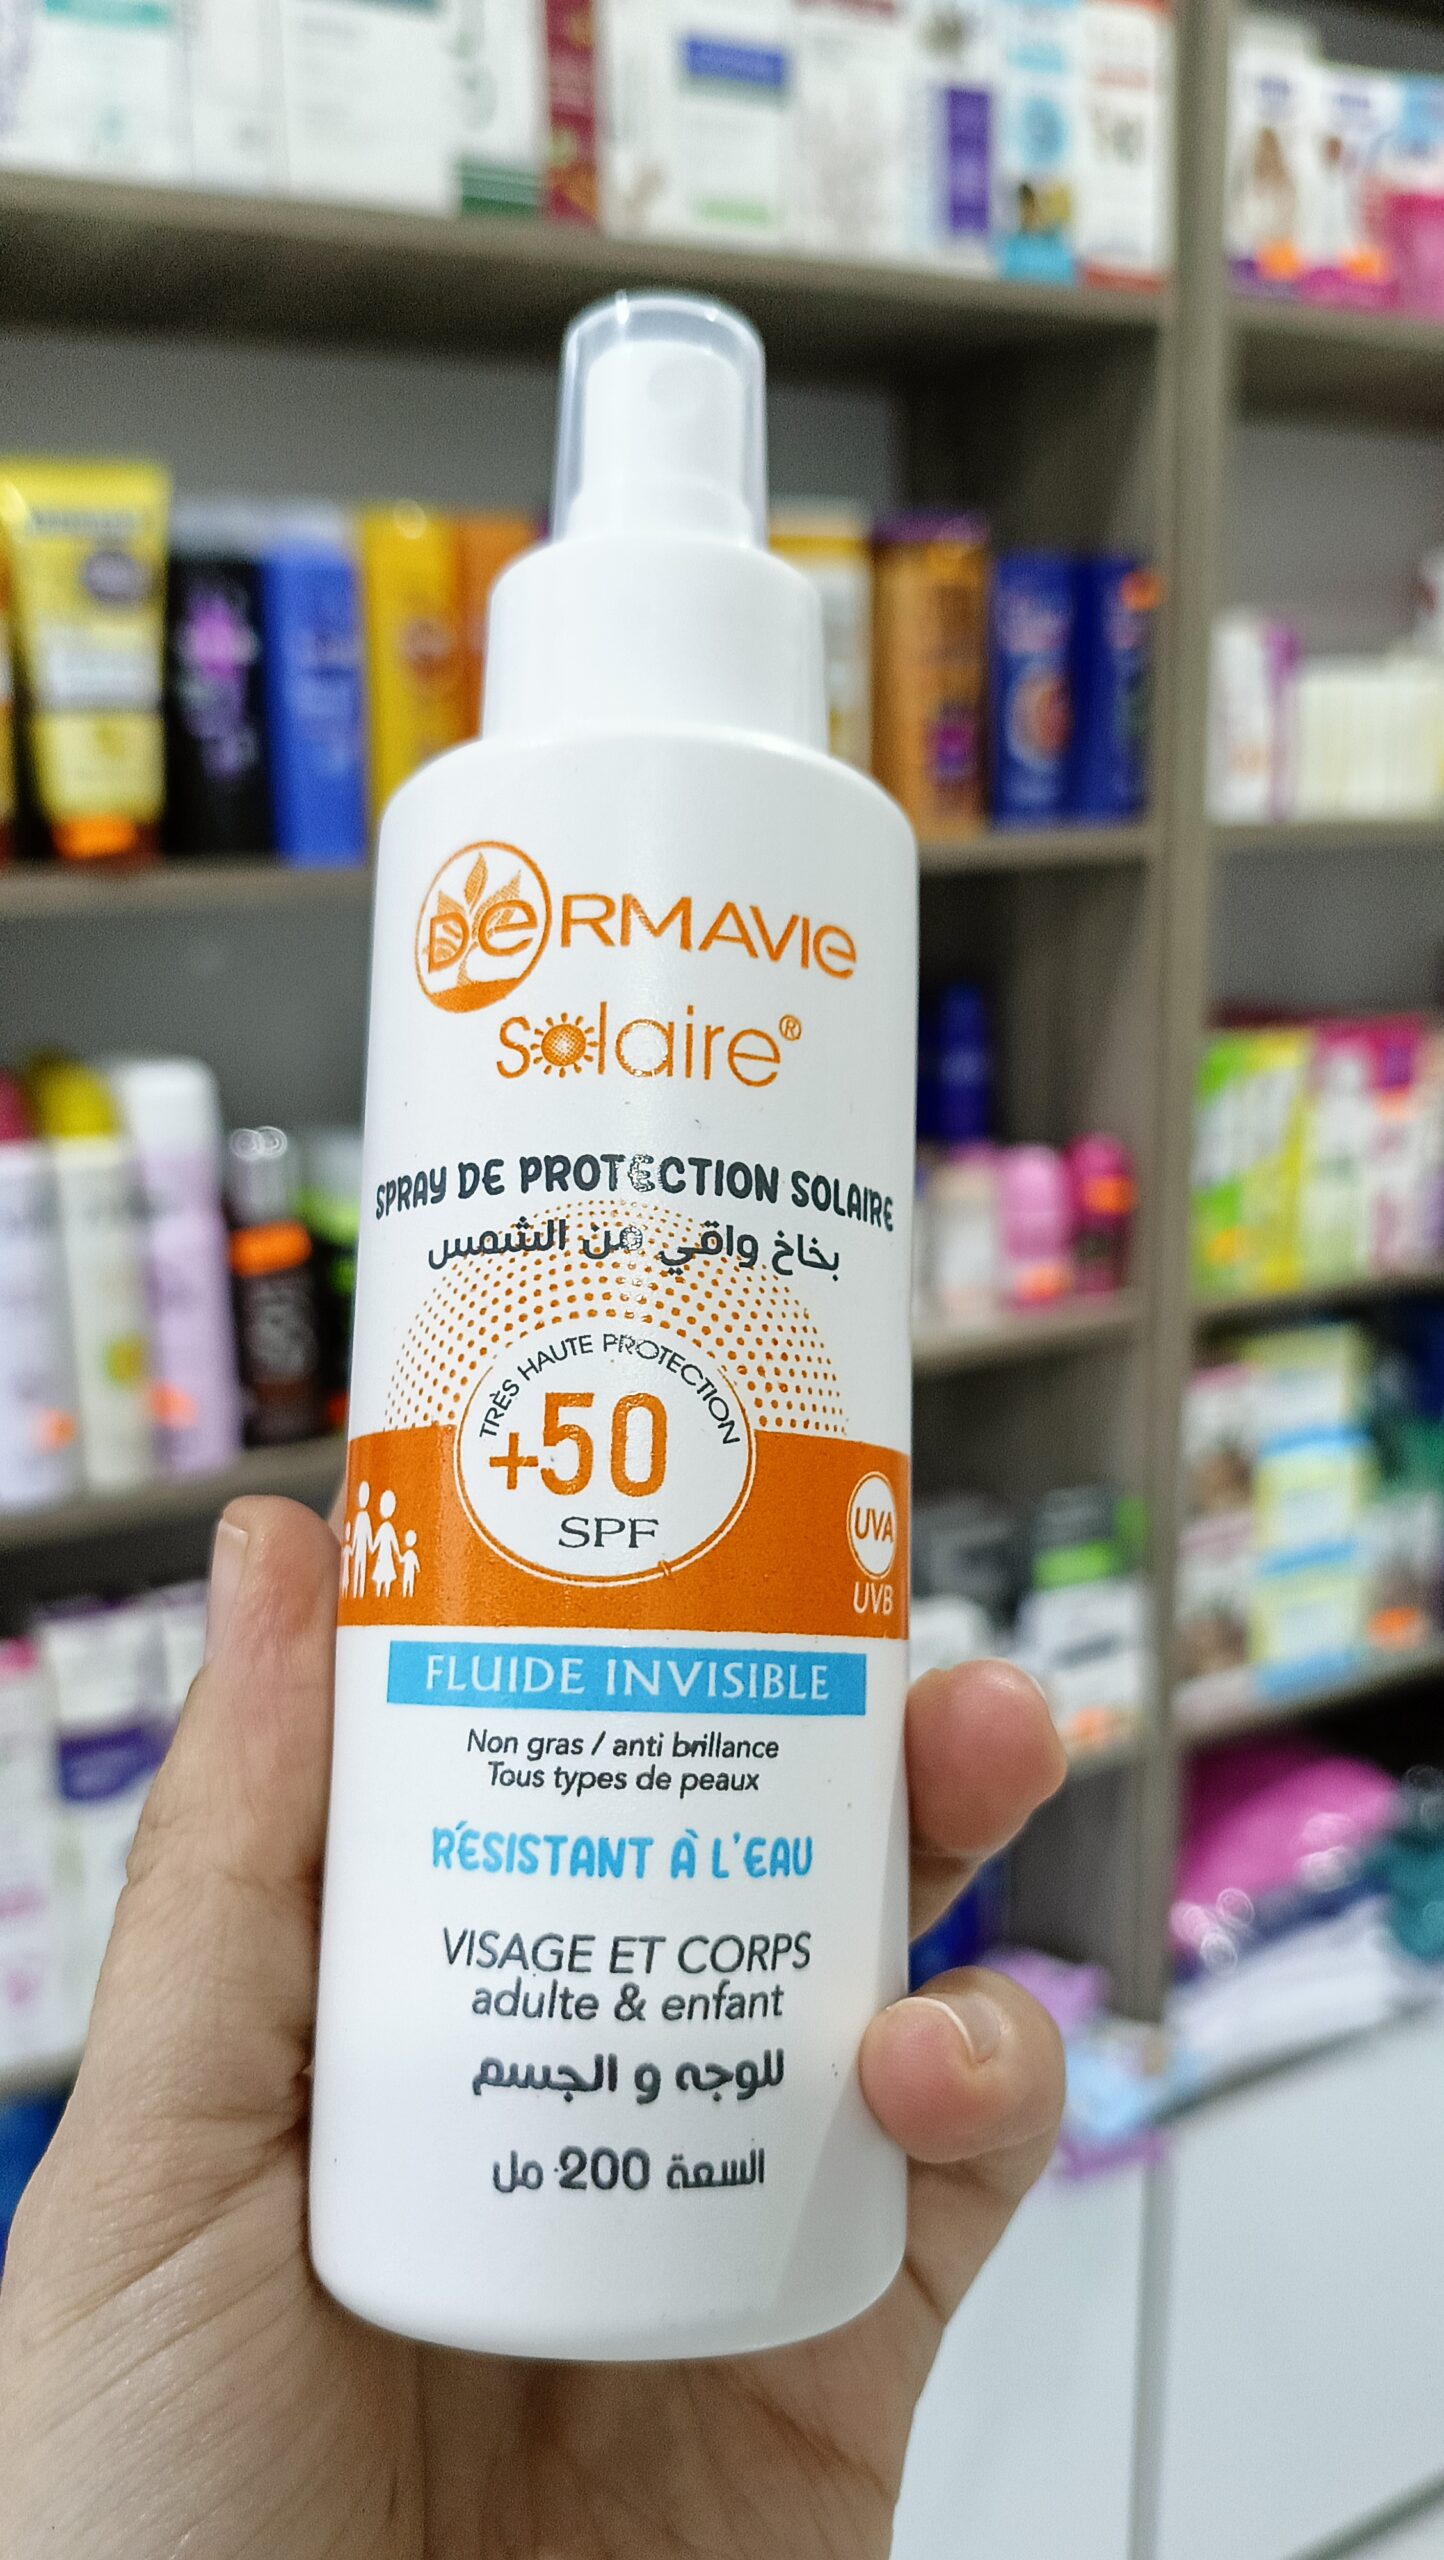 DERMAVIE
solaire®
SPRAY DE PROTECTION SOLAIRE
بخاخ واقي من الشمس
TRÈS HAUTE PROTECTION
+50
SPF
UVA
UVB
FLUIDE INVISIBLE
Non gras / anti brillance
Tous types de peaux
RÉSISTANT À L'EAU
VISAGE ET CORPS
adulte & enfant
للوجه و الجسم
السعة 200 مل